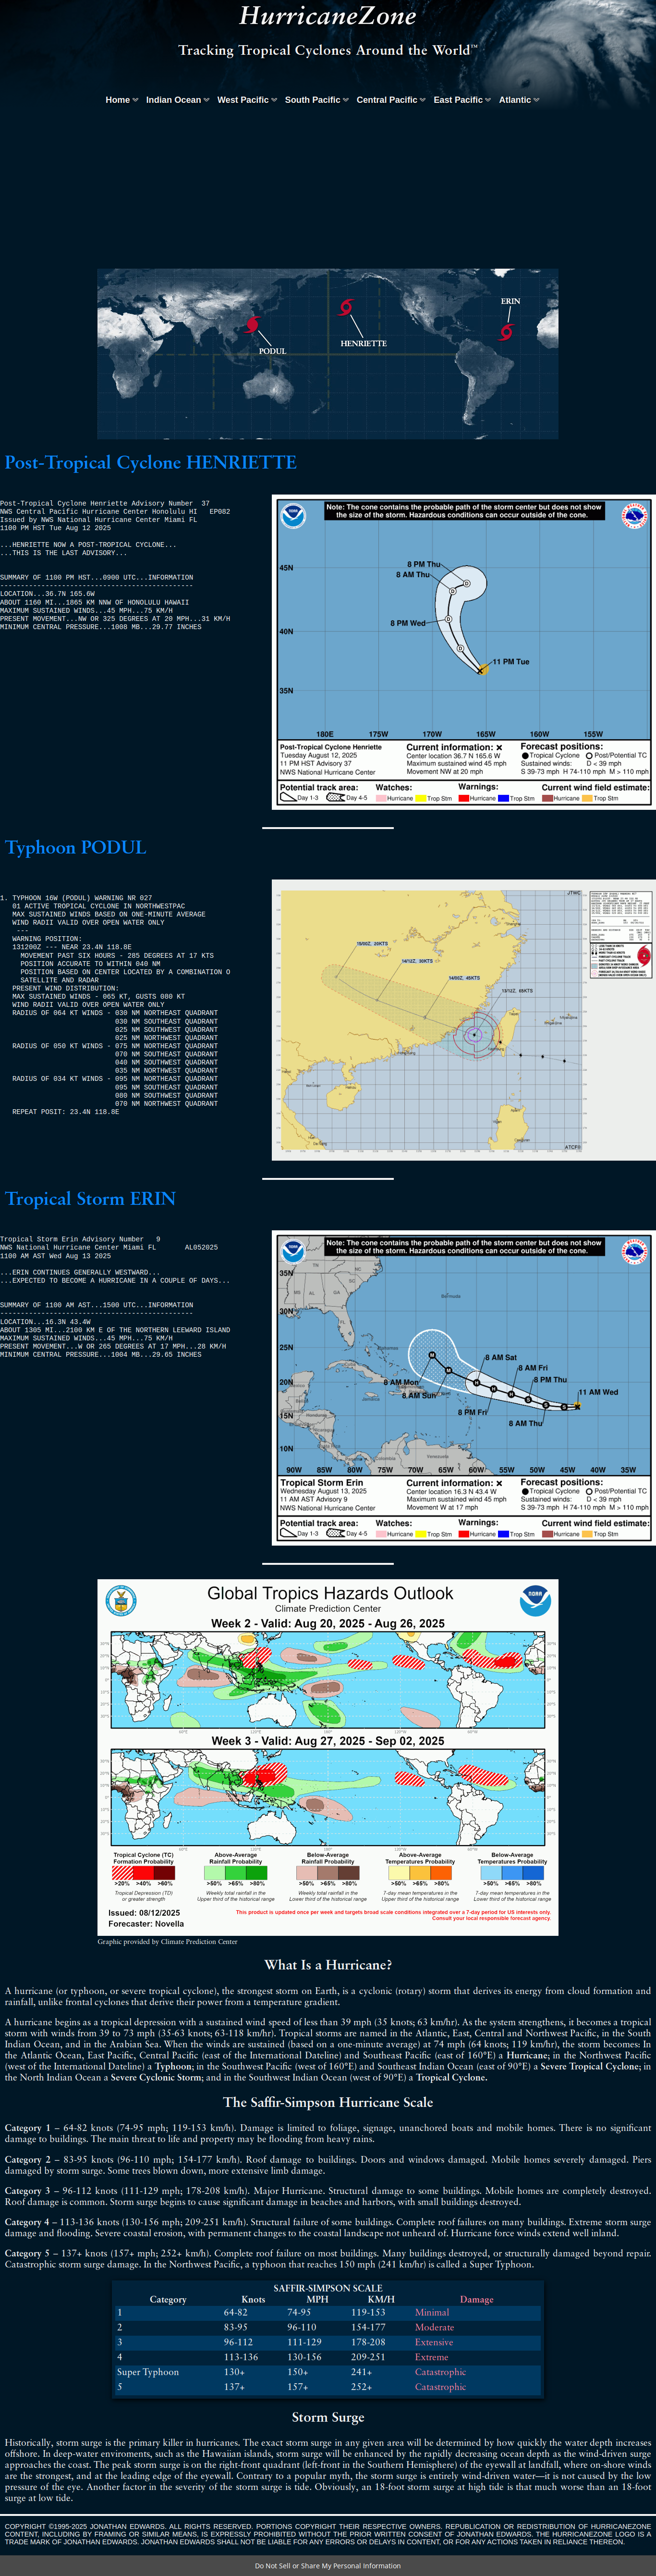 HurricaneZone
Tracking Tropical Cyclones Around the World™
Home Indian Ocean West Pacific South Pacific Central Pacific East Pacific Atlantic
ERIN
HENRIETTE
PODUL
Post-Tropical Cyclone HENRIETTE
Post-Tropical Cyclone Henriette Advisory Number 37
NWS Central Pacific Hurricane Center Honolulu HI EP082
Issued by NWS National Hurricane Center Miami FL
1100 PM HST Tue Aug 12 2025
...HENRIETTE NOW A POST-TROPICAL CYCLONE...
...THIS IS THE LAST ADVISORY...
SUMMARY OF 1100 PM HST...0900 UTC...INFORMATION
-----------------------------------------------
LOCATION...36.7N 165.6W
ABOUT 1160 MI...1865 KM NNW OF HONOLULU HAWAII
MAXIMUM SUSTAINED WINDS...45 MPH...75 KM/H
PRESENT MOVEMENT...NW OR 325 DEGREES AT 20 MPH...31 KM/H
MINIMUM CENTRAL PRESSURE...1008 MB...29.77 INCHES
Note: The cone contains the probable path of the storm center but does not show
the size of the storm. Hazardous conditions can occur outside of the cone.
8 PM Thu
8 AM Thu
8 PM Wed
11 PM Tue
45N
40N
35N
180E 175W 170W 165W 160W 155W
Post-Tropical Cyclone Henriette
Tuesday August 12, 2025
11 PM HST Advisory 37
NWS National Hurricane Center
Current information: x
Center location 36.7 N 165.6 W
Maximum sustained wind 45 mph
Movement NW at 20 mph
Forecast positions:
Tropical Cyclone Post/Potential TC
Sustained winds: D < 39 mph
S 39-73 mph H 74-110 mph M > 110 mph
Potential track area:
Day 1-3 Day 4-5
Watches:
Hurricane Trop Stm
Warnings:
Hurricane Trop Stm
Current wind field estimate:
Hurricane Trop Stm
Typhoon PODUL
1. TYPHOON 16W (PODUL) WARNING NR 027
01 ACTIVE TROPICAL CYCLONE IN NORTHWESTPAC
MAX SUSTAINED WINDS BASED ON ONE-MINUTE AVERAGE
WIND RADII VALID OVER OPEN WATER ONLY
---
WARNING POSITION:
131200Z --- NEAR 23.4N 118.8E
MOVEMENT PAST SIX HOURS - 285 DEGREES AT 17 KTS
POSITION ACCURATE TO WITHIN 040 NM
POSITION BASED ON CENTER LOCATED BY A COMBINATION O
SATELLITE AND RADAR
PRESENT WIND DISTRIBUTION:
MAX SUSTAINED WINDS - 065 KT, GUSTS 080 KT
WIND RADII VALID OVER OPEN WATER ONLY
RADIUS OF 064 KT WINDS - 030 NM NORTHEAST QUADRANT
030 NM SOUTHEAST QUADRANT
025 NM SOUTHWEST QUADRANT
025 NM NORTHWEST QUADRANT
RADIUS OF 050 KT WINDS - 075 NM NORTHEAST QUADRANT
070 NM SOUTHEAST QUADRANT
040 NM SOUTHWEST QUADRANT
035 NM NORTHWEST QUADRANT
RADIUS OF 034 KT WINDS - 095 NM NORTHEAST QUADRANT
095 NM SOUTHEAST QUADRANT
080 NM SOUTHWEST QUADRANT
070 NM NORTHWEST QUADRANT
REPEAT POSIT: 23.4N 118.8E
JTWC
15/00Z, 20KTS
14/12Z, 30KTS
14/00Z, 45KTS
13/12Z, 65KTS
ATCF®
Tropical Storm ERIN
Tropical Storm Erin Advisory Number 9
NWS National Hurricane Center Miami FL AL052025
1100 AM AST Wed Aug 13 2025
...ERIN CONTINUES GENERALLY WESTWARD...
...EXPECTED TO BECOME A HURRICANE IN A COUPLE OF DAYS...
SUMMARY OF 1100 AM AST...1500 UTC...INFORMATION
-----------------------------------------------
LOCATION...16.3N 43.4W
ABOUT 1305 MI...2100 KM E OF THE NORTHERN LEEWARD ISLAND
MAXIMUM SUSTAINED WINDS...45 MPH...75 KM/H
PRESENT MOVEMENT...W OR 265 DEGREES AT 17 MPH...28 KM/H
MINIMUM CENTRAL PRESSURE...1004 MB...29.65 INCHES
Note: The cone contains the probable path of the storm center but does not show
the size of the storm. Hazardous conditions can occur outside of the cone.
35N
30N
25N
20N
15N
10N
Bermuda
8 AM Sat
8 AM Fri
8 PM Thu
11 AM Wed
8 AM Mon
8 AM Sun
8 PM Fri
8 AM Thu
90W 85W 80W 75W 70W 65W 60W 55W 50W 45W 40W 35W
Tropical Storm Erin
Wednesday August 13, 2025
11 AM AST Advisory 9
NWS National Hurricane Center
Current information: x
Center location 16.3 N 43.4 W
Maximum sustained wind 45 mph
Movement W at 17 mph
Forecast positions:
Tropical Cyclone Post/Potential TC
Sustained winds: D < 39 mph
S 39-73 mph H 74-110 mph M > 110 mph
Potential track area:
Day 1-3 Day 4-5
Watches:
Hurricane Trop Stm
Warnings:
Hurricane Trop Stm
Current wind field estimate:
Hurricane Trop Stm
Global Tropics Hazards Outlook
Climate Prediction Center
Week 2 - Valid: Aug 20, 2025 - Aug 26, 2025
Week 3 - Valid: Aug 27, 2025 - Sep 02, 2025
Tropical Cyclone (TC)
Formation Probability
>20% >40% >60%
Tropical Depression (TD)
or greater strength
Above-Average
Rainfall Probability
>50% >65% >80%
Weekly total rainfall in the
Upper third of the historical range
Below-Average
Rainfall Probability
>50% >65% >80%
Weekly total rainfall in the
Lower third of the historical range
Above-Average
Temperatures Probability
>50% >65% >80%
7-day mean temperatures in the
Upper third of the historical range
Below-Average
Temperatures Probability
>50% >65% >80%
7-day mean temperatures in the
Lower third of the historical range
Issued: 08/12/2025
Forecaster: Novella
This product is updated once per week and targets broad scale conditions integrated over a 7-day period for US interests only.
Consult your local responsible forecast agency.
Graphic provided by Climate Prediction Center
What Is a Hurricane?
A hurricane (or typhoon, or severe tropical cyclone), the strongest storm on Earth, is a cyclonic (rotary) storm that derives its energy from cloud formation and
rainfall, unlike frontal cyclones that derive their power from a temperature gradient.
A hurricane begins as a tropical depression with a sustained wind speed of less than 39 mph (35 knots; 63 km/hr). As the system strengthens, it becomes a tropical
storm with winds from 39 to 73 mph (35-63 knots; 63-118 km/hr). Tropical storms are named in the Atlantic, East, Central and Northwest Pacific, in the South
Indian Ocean, and in the Arabian Sea. When the winds are sustained (based on a one-minute average) at 74 mph (64 knots; 119 km/hr), the storm becomes: In
the Atlantic Ocean, East Pacific, Central Pacific (east of the International Dateline) and Southeast Pacific (east of 160°E) a Hurricane; in the Northwest Pacific
(west of the International Dateline) a Typhoon; in the Southwest Pacific (west of 160°E) and Southeast Indian Ocean (east of 90°E) a Severe Tropical Cyclone; in
the North Indian Ocean a Severe Cyclonic Storm; and in the Southwest Indian Ocean (west of 90°E) a Tropical Cyclone.
The Saffir-Simpson Hurricane Scale
Category 1 – 64-82 knots (74-95 mph; 119-153 km/h). Damage is limited to foliage, signage, unanchored boats and mobile homes. There is no significant
damage to buildings. The main threat to life and property may be flooding from heavy rains.
Category 2 – 83-95 knots (96-110 mph; 154-177 km/h). Roof damage to buildings. Doors and windows damaged. Mobile homes severely damaged. Piers
damaged by storm surge. Some trees blown down, more extensive limb damage.
Category 3 – 96-112 knots (111-129 mph; 178-208 km/h). Major Hurricane. Structural damage to some buildings. Mobile homes are completely destroyed.
Roof damage is common. Storm surge begins to cause significant damage in beaches and harbors, with small buildings destroyed.
Category 4 – 113-136 knots (130-156 mph; 209-251 km/h). Structural failure of some buildings. Complete roof failures on many buildings. Extreme storm surge
damage and flooding. Severe coastal erosion, with permanent changes to the coastal landscape not unheard of. Hurricane force winds extend well inland.
Category 5 – 137+ knots (157+ mph; 252+ km/h). Complete roof failure on most buildings. Many buildings destroyed, or structurally damaged beyond repair.
Catastrophic storm surge damage. In the Northwest Pacific, a typhoon that reaches 150 mph (241 km/hr) is called a Super Typhoon.
SAFFIR-SIMPSON SCALE
Category Knots MPH KM/H Damage
1 64-82 74-95 119-153 Minimal
2 83-95 96-110 154-177 Moderate
3 96-112 111-129 178-208 Extensive
4 113-136 130-156 209-251 Extreme
Super Typhoon 130+ 150+ 241+ Catastrophic
5 137+ 157+ 252+ Catastrophic
Storm Surge
Historically, storm surge is the primary killer in hurricanes. The exact storm surge in any given area will be determined by how quickly the water depth increases
offshore. In deep-water enviroments, such as the Hawaiian islands, storm surge will be enhanced by the rapidly decreasing ocean depth as the wind-driven surge
approaches the coast. The peak storm surge is on the right-front quadrant (left-front in the Southern Hemisphere) of the eyewall at landfall, where on-shore winds
are the strongest, and at the leading edge of the eyewall. Contrary to a popular myth, the storm surge is entirely wind-driven water—it is not caused by the low
pressure of the eye. Another factor in the severity of the storm surge is tide. Obviously, an 18-foot storm surge at high tide is that much worse than an 18-foot
surge at low tide.
COPYRIGHT ©1995-2025 JONATHAN EDWARDS. ALL RIGHTS RESERVED. PORTIONS COPYRIGHT THEIR RESPECTIVE OWNERS. REPUBLICATION OR REDISTRIBUTION OF HURRICANEZONE
CONTENT, INCLUDING BY FRAMING OR SIMILAR MEANS, IS EXPRESSLY PROHIBITED WITHOUT THE PRIOR WRITTEN CONSENT OF JONATHAN EDWARDS. THE HURRICANEZONE LOGO IS A
TRADE MARK OF JONATHAN EDWARDS. JONATHAN EDWARDS SHALL NOT BE LIABLE FOR ANY ERRORS OR DELAYS IN CONTENT, OR FOR ANY ACTIONS TAKEN IN RELIANCE THEREON.
Do Not Sell or Share My Personal Information